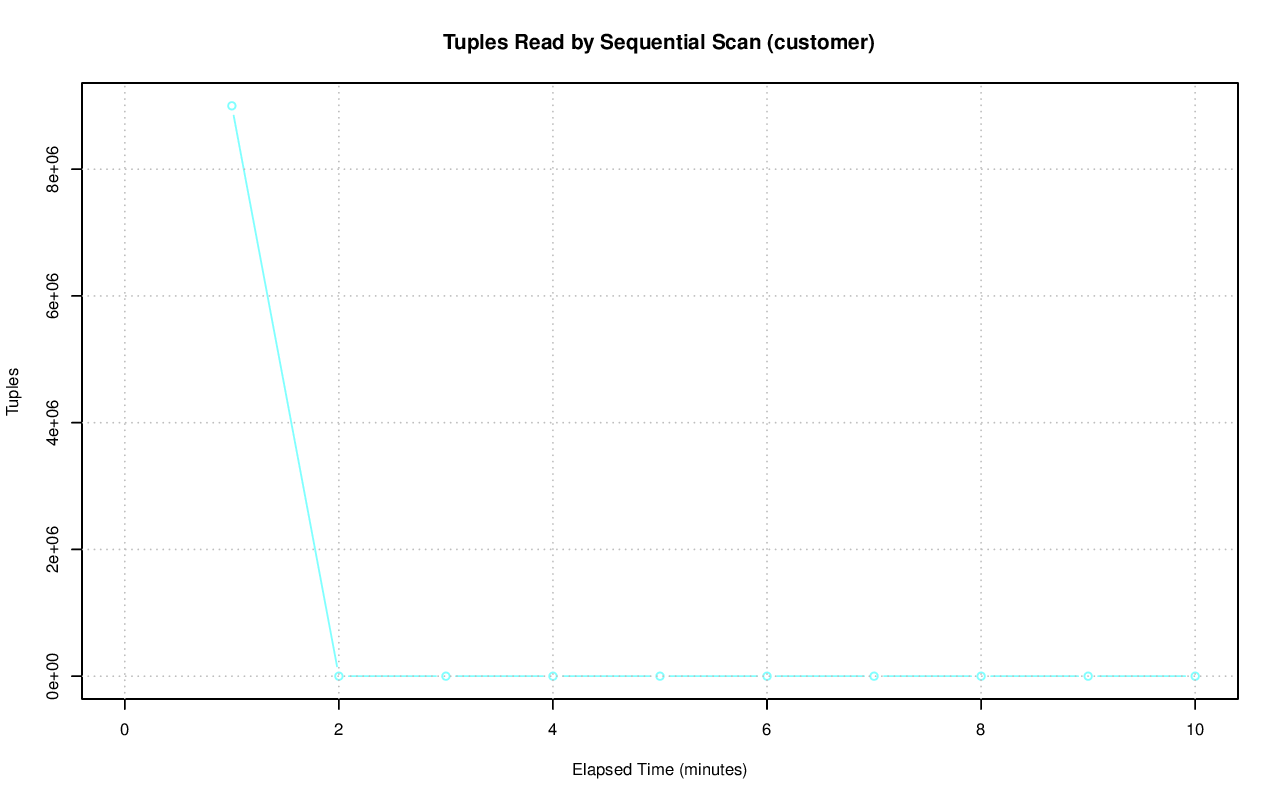 Tuples Read by Sequential Scan (customer)
Tuples
8e+06
6e+06
4e+06
2e+06
0e+00
0 2 4 6 8 10
Elapsed Time (minutes)